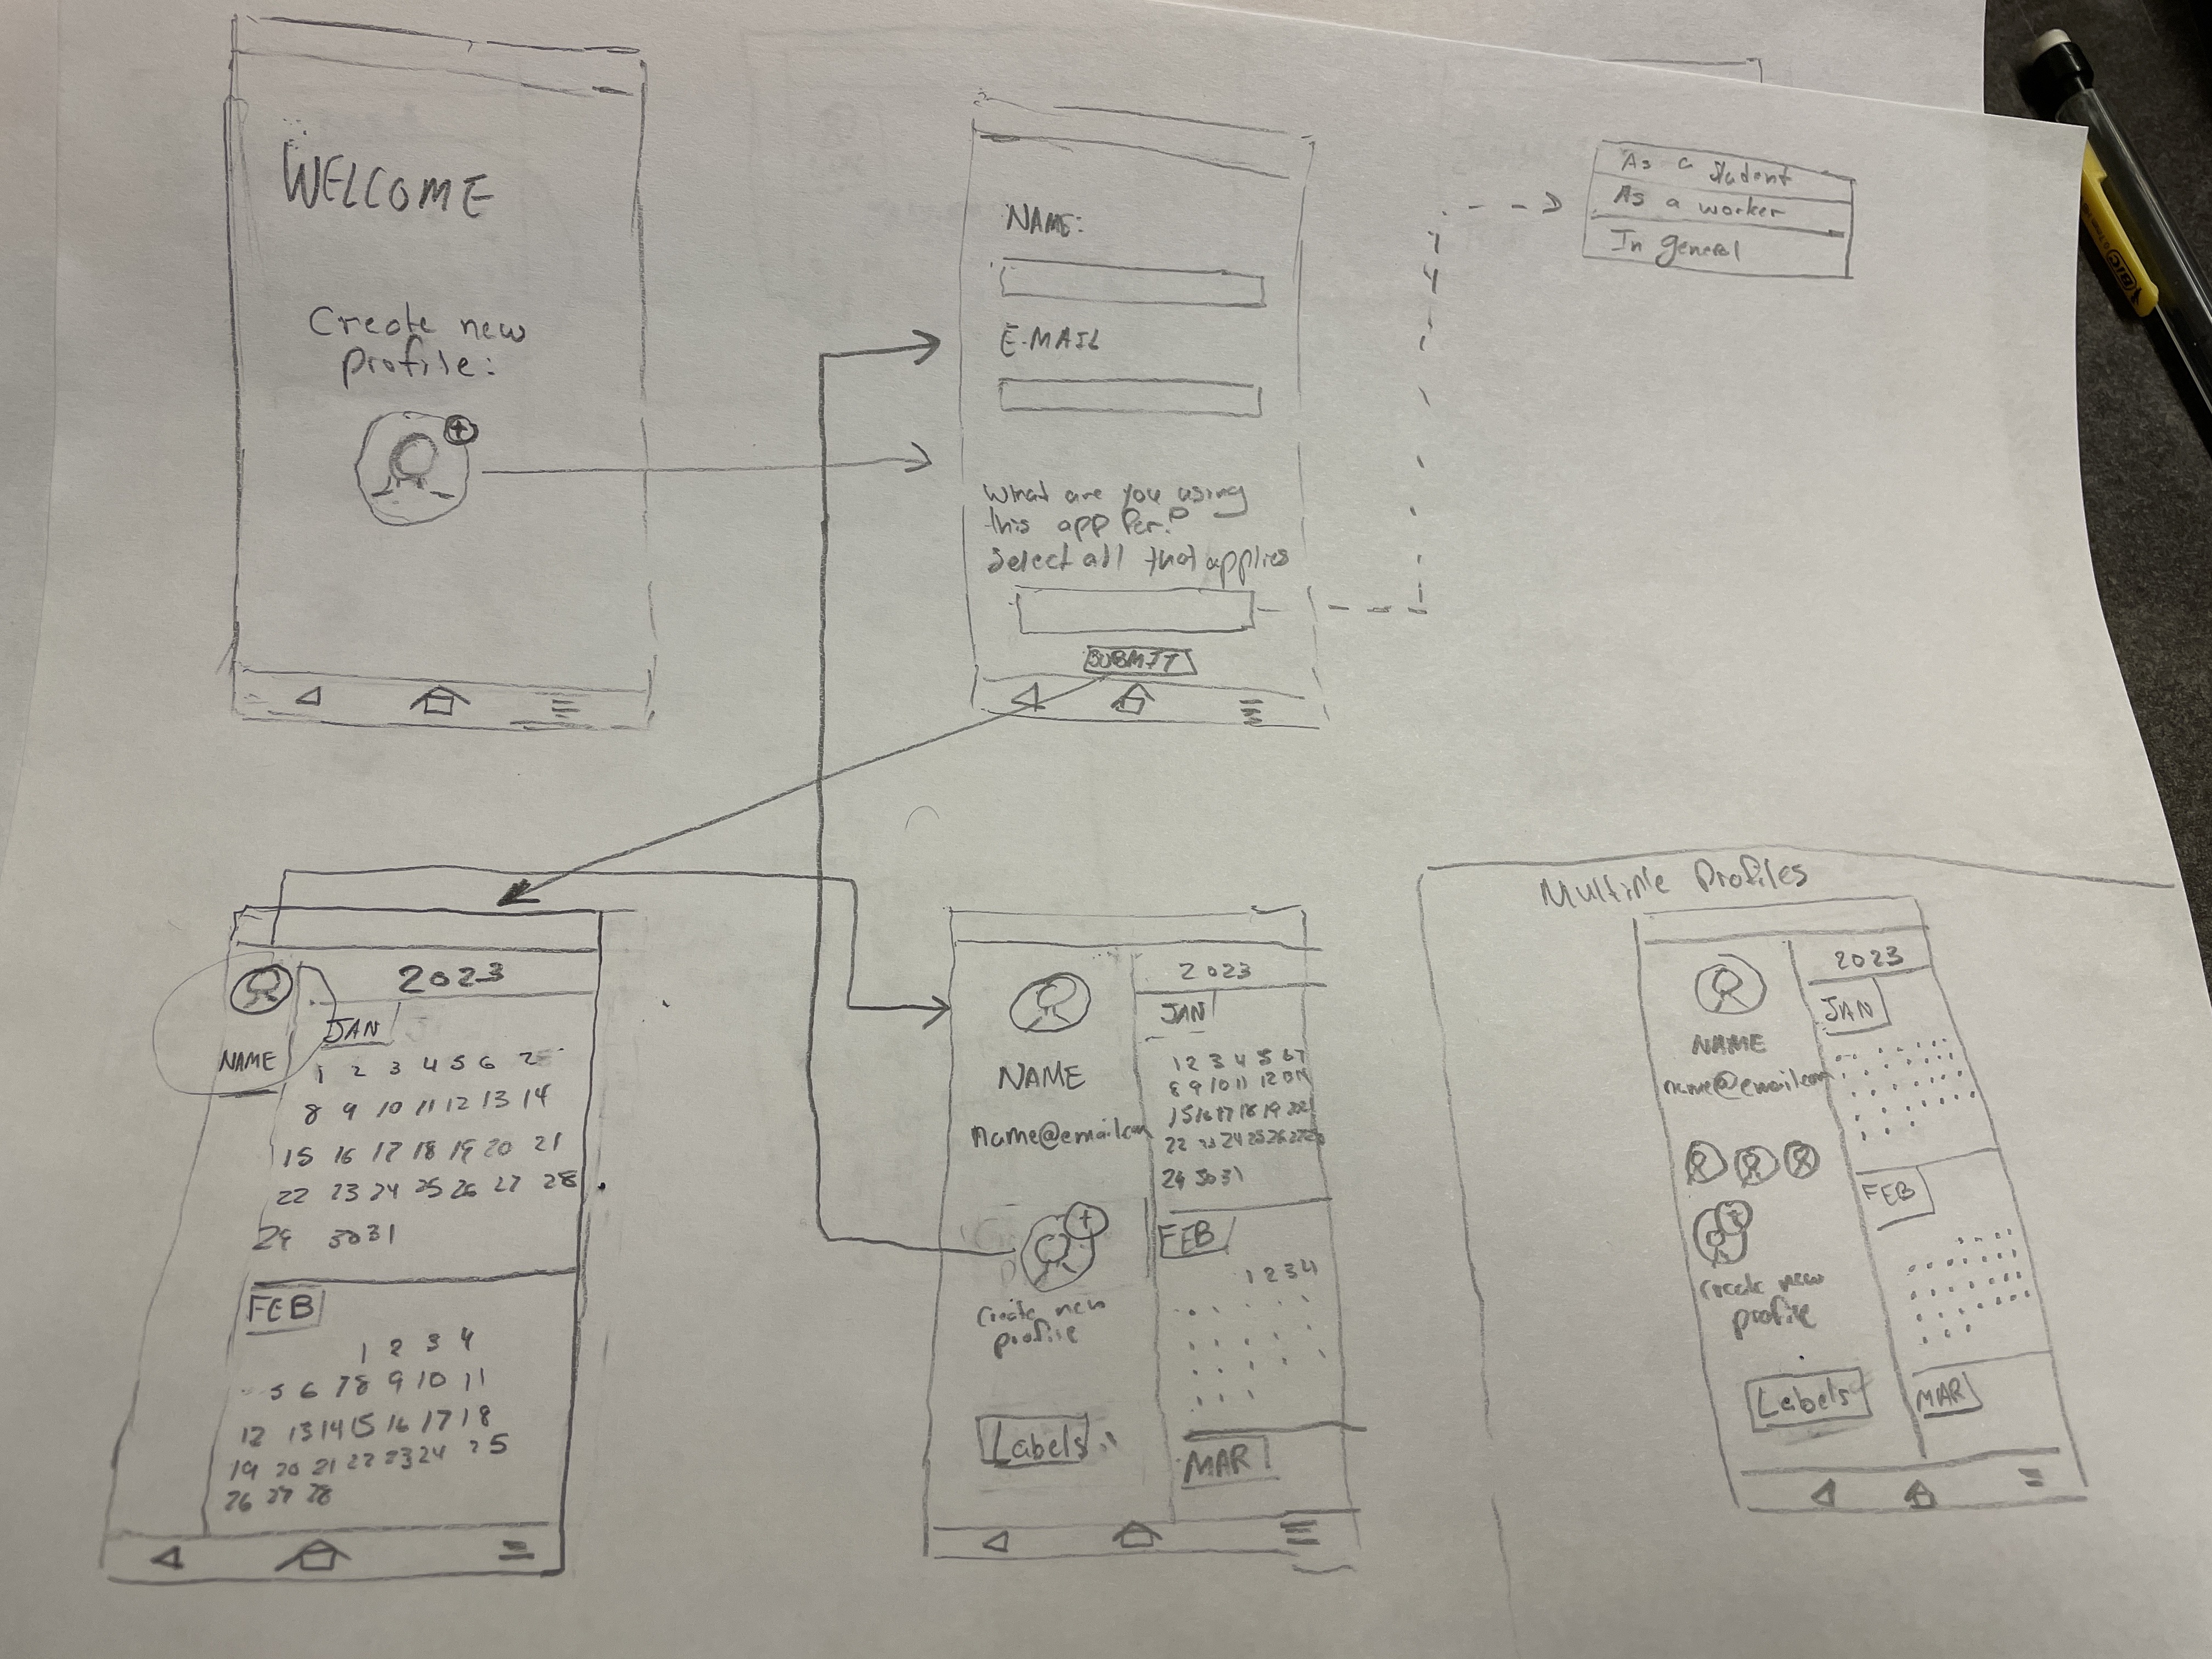 WELCOME
Create new
profile:
NAME:
E-MAIL
What are you using
this app for?
Select all that applies
SUBMIT
As a student
As a worker
In general
BIC
2023
JAN
NAME
1 2 3 4 5 6 7
8 9 10 11 12 13 14
15 16 17 18 19 20 21
22 23 24 25 26 27 28
29 30 31
FEB
1 2 3 4
5 6 7 8 9 10 11
12 13 14 15 16 17 18
19 20 21 22 23 24 25
26 27 28
2023
JAN
NAME
name@email.com
1 2 3 4 5 6 7
8 9 10 11 12 13 14
15 16 17 18 19 20 21
22 23 24 25 26 27 28
29 30 31
FEB
1 2 3 4
Create new
profile
Labels
MAR
Multiple Profiles
2023
JAN
NAME
name@email.com
FEB
Create new
profile
Labels
MAR